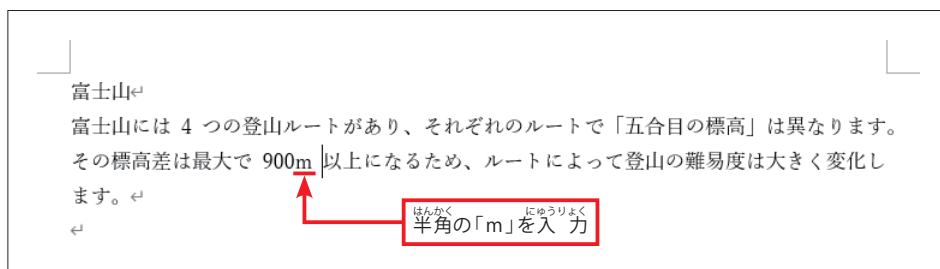 富士山↵
富士山には 4 つの登山ルートがあり、それぞれのルートで「五合目の標高」は異なります。
その標高差は最大で 900m 以上になるため、ルートによって登山の難易度は大きく変化し
ます。↵
↵
はんかく にゅうりょく
半角の「m」を入力